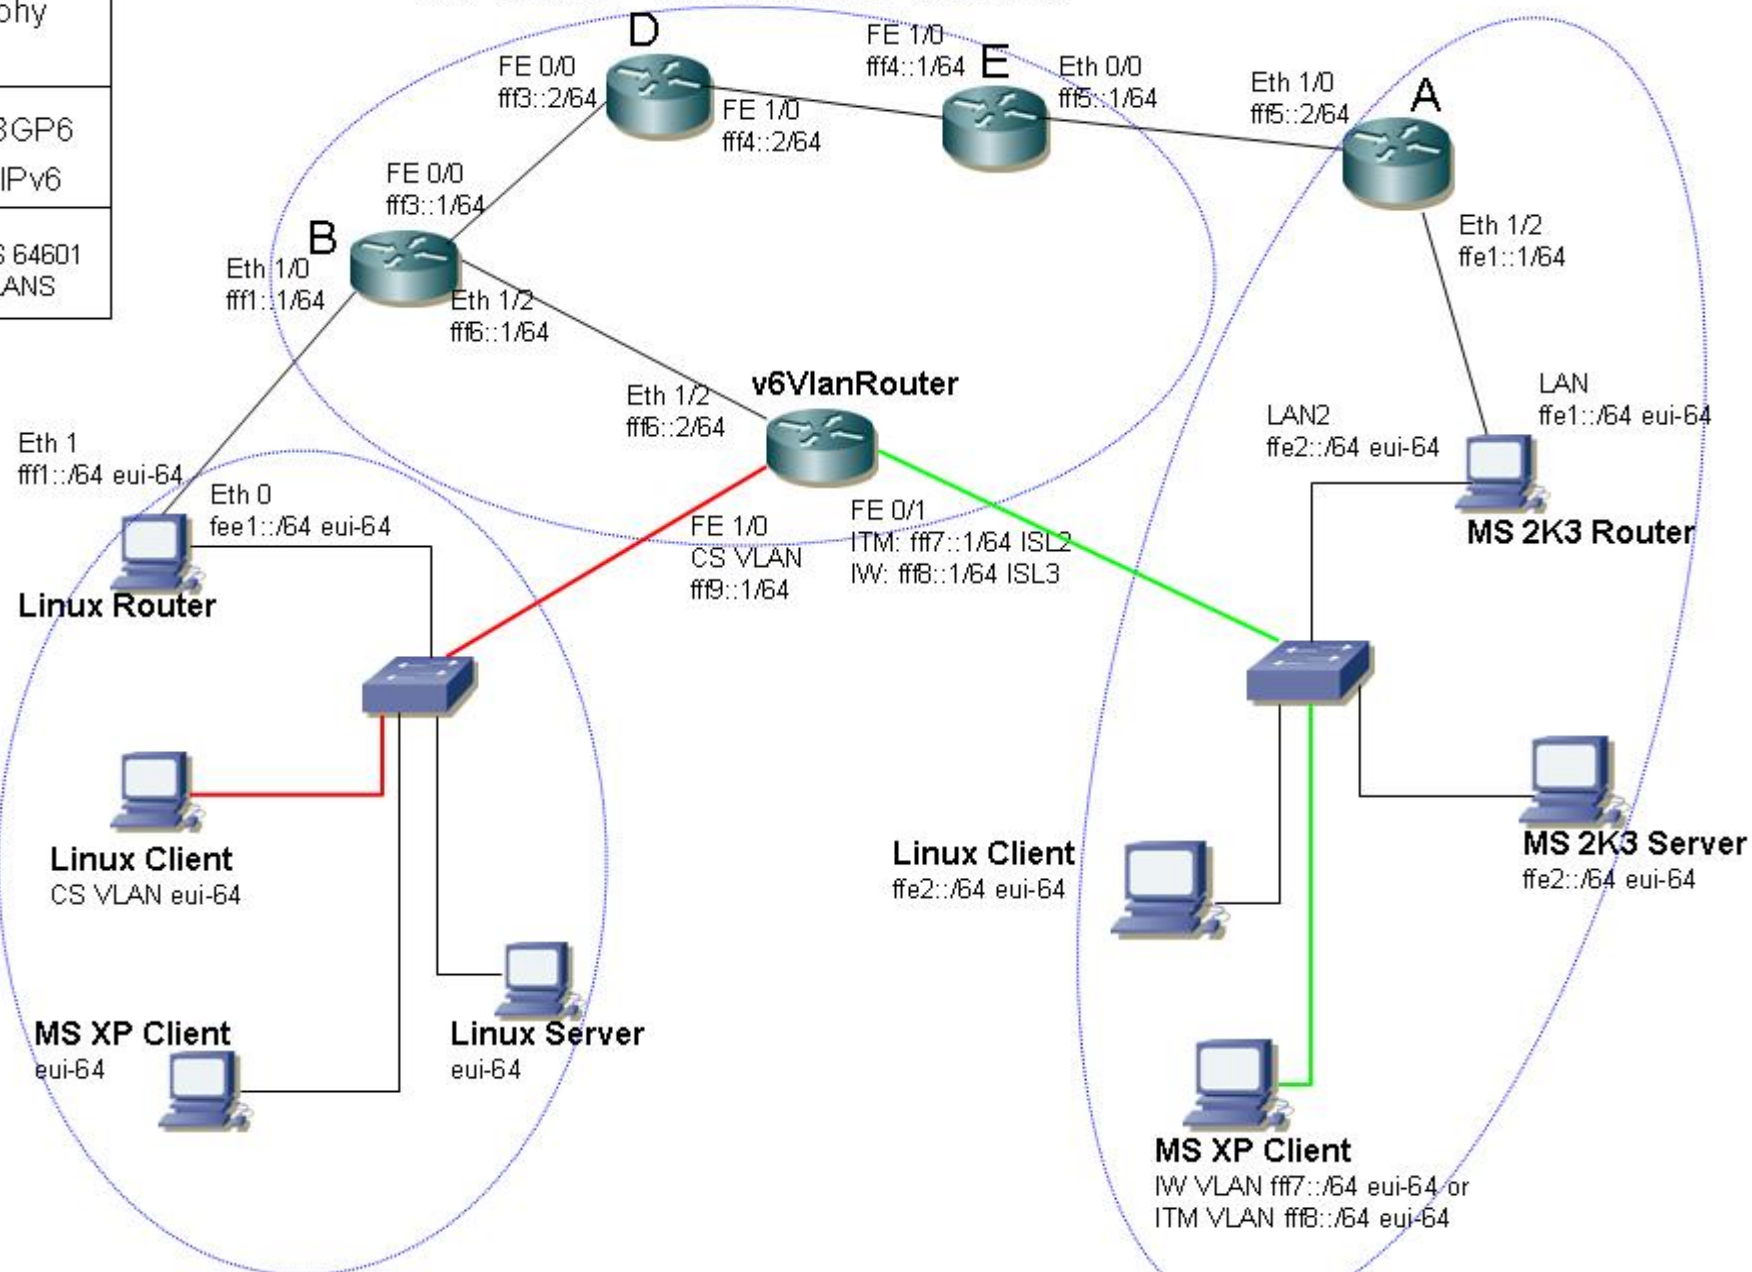 3GP6
IPv6
64601
D
FE 0/0
fff3::2/64
FE 1/0
fff4::2/64
FE 1/0
fff4::1/64
E
Eth 0/0
fff5::1/64
Eth 1/0
fff5::2/64
A
Eth 1/2
ffe1::1/64
FE 0/0
fff3::1/64
B
Eth 1/0
fff1::1/64
Eth 1/2
fff6::1/64
Eth 1/2
fff6::2/64
v6VlanRouter
LAN
ffe1::/64 eui-64
LAN2
ffe2::/64 eui-64
MS 2K3 Router
Eth 1
fff1::/64 eui-64
Eth 0
fee1::/64 eui-64
Linux Router
FE 1/0
CS VLAN
fff9::1/64
FE 0/1
ITM: fff7::1/64 ISL2
IW: fff8::1/64 ISL3
Linux Client
CS VLAN eui-64
MS XP Client
eui-64
Linux Server
eui-64
Linux Client
ffe2::/64 eui-64
MS 2K3 Server
ffe2::/64 eui-64
MS XP Client
IW VLAN fff7::/64 eui-64 or
ITM VLAN fff8::/64 eui-64